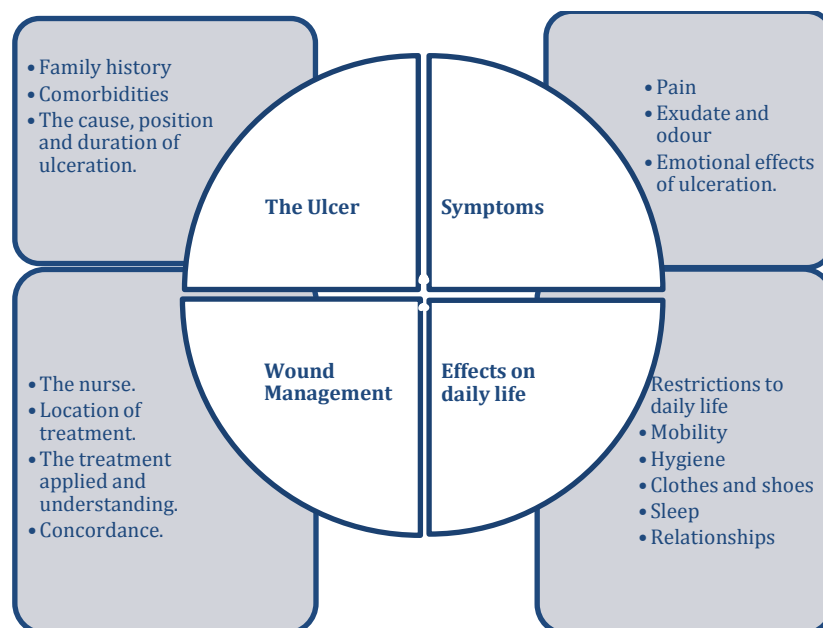 • Family history
• Comorbidities
• The cause, position
and duration of
ulceration.
The Ulcer
Symptoms
• Pain
• Exudate and
odour
• Emotional effects
of ulceration.
• The nurse.
• Location of
treatment.
• The treatment
applied and
understanding.
• Concordance.
Wound
Management
Effects on
daily life
Restrictions to
daily life
• Mobility
• Hygiene
• Clothes and shoes
• Sleep
• Relationships